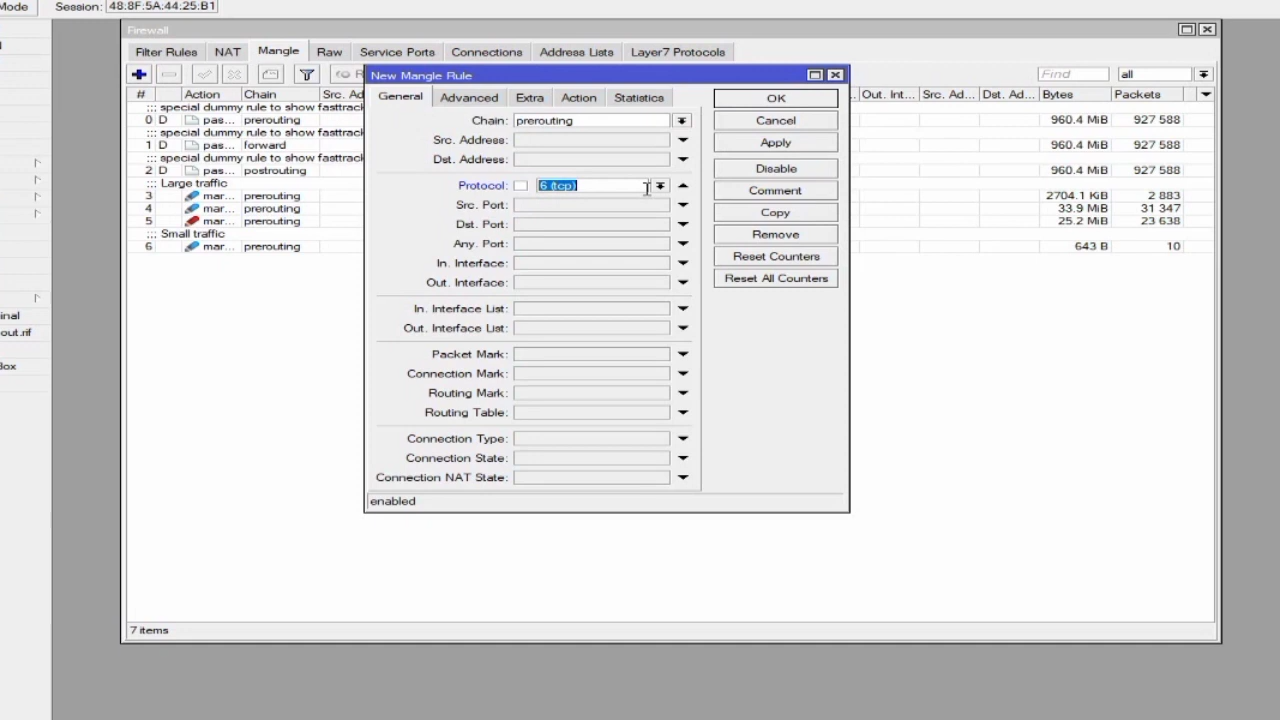 Mode Session: 48:8F:5A:44:25:B1
Firewall
Filter Rules NAT Mangle Raw Service Ports Connections Address Lists Layer7 Protocols
Find all
New Mangle Rule
# Action Chain Src. Ad Out. Int... Src. Ad... Dst. Ad... Bytes Packets
::: special dummy rule to show fasttrack
0 D pas... prerouting 960.4 MiB 927 588
::: special dummy rule to show fasttrack
1 D pas... forward 960.4 MiB 927 588
::: special dummy rule to show fasttrack
2 D pas... postrouting 960.4 MiB 927 588
::: Large traffic
3 mar... prerouting 2704.1 KiB 2 883
4 mar... prerouting 33.9 MiB 31 347
5 mar... prerouting 25.2 MiB 23 638
::: Small traffic
6 mar... prerouting 643 B 10
General Advanced Extra Action Statistics
Chain: prerouting
Src. Address:
Dst. Address:
Protocol: 6 (tcp)
Src. Port:
Dst. Port:
Any. Port:
In. Interface:
Out. Interface:
In. Interface List:
Out. Interface List:
Packet Mark:
Connection Mark:
Routing Mark:
Routing Table:
Connection Type:
Connection State:
Connection NAT State:
enabled
OK
Cancel
Apply
Disable
Comment
Copy
Remove
Reset Counters
Reset All Counters
inal
out.rif
Box
7 items